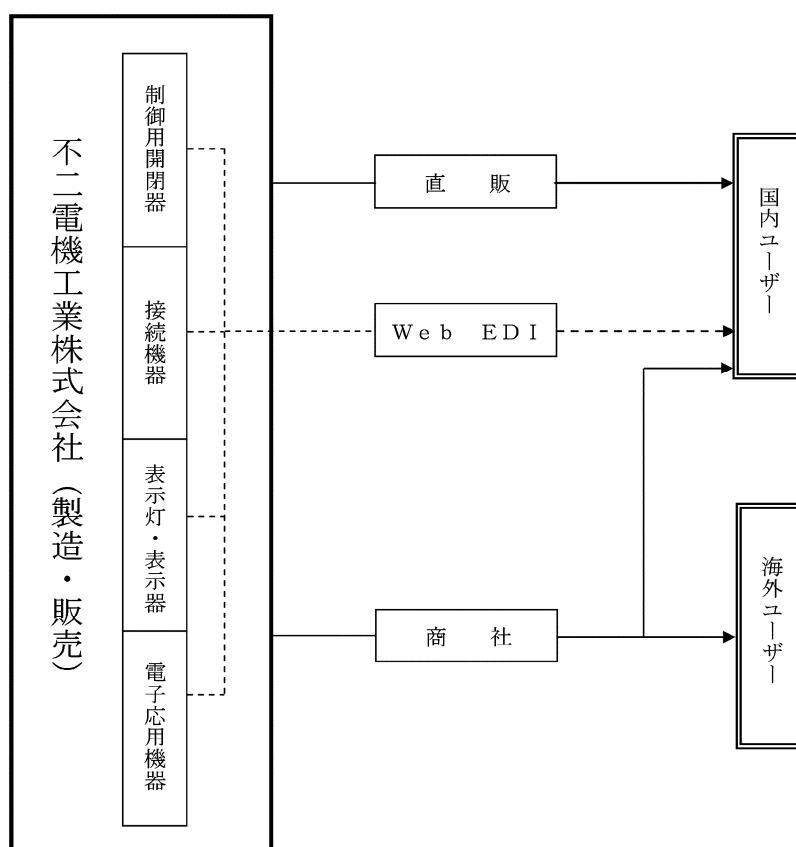 不二電機工業株式会社（製造・販売）
制御用開閉器
接続機器
表示灯・表示器
電子応用機器
直　販
Ｗｅｂ　ＥＤＩ
商　社
国内ユーザー
海外ユーザー